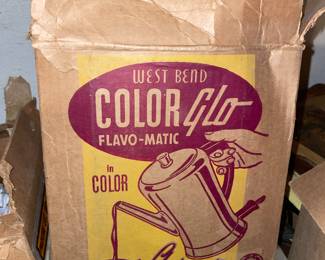 WEST BEND
COLOR Glo
FLAVO-MATIC
in
COLOR